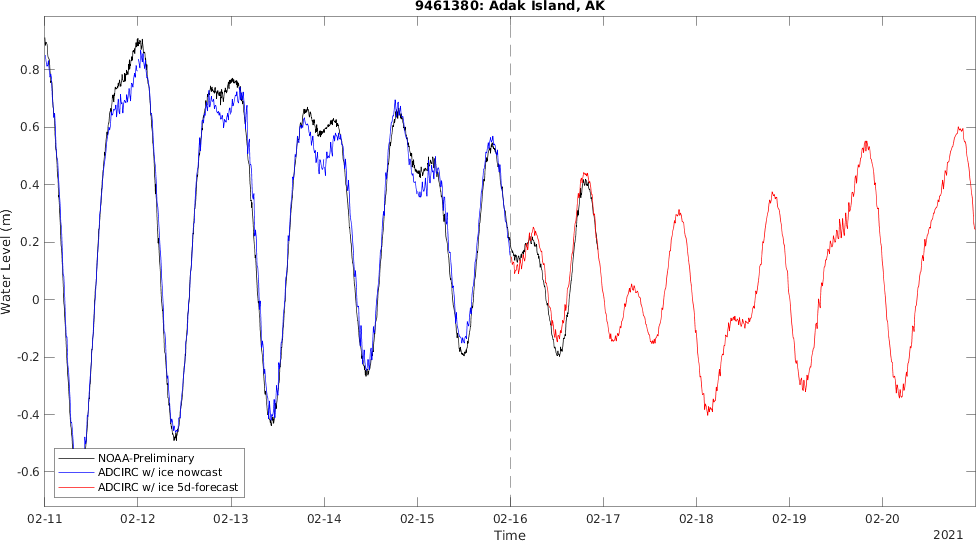 9461380: Adak Island, AK
Water Level (m)
0.8
0.6
0.4
0.2
0
-0.2
-0.4
-0.6
NOAA-Preliminary
ADCIRC w/ ice nowcast
ADCIRC w/ ice 5d-forecast
02-11 02-12 02-13 02-14 02-15 02-16 02-17 02-18 02-19 02-20
Time
2021